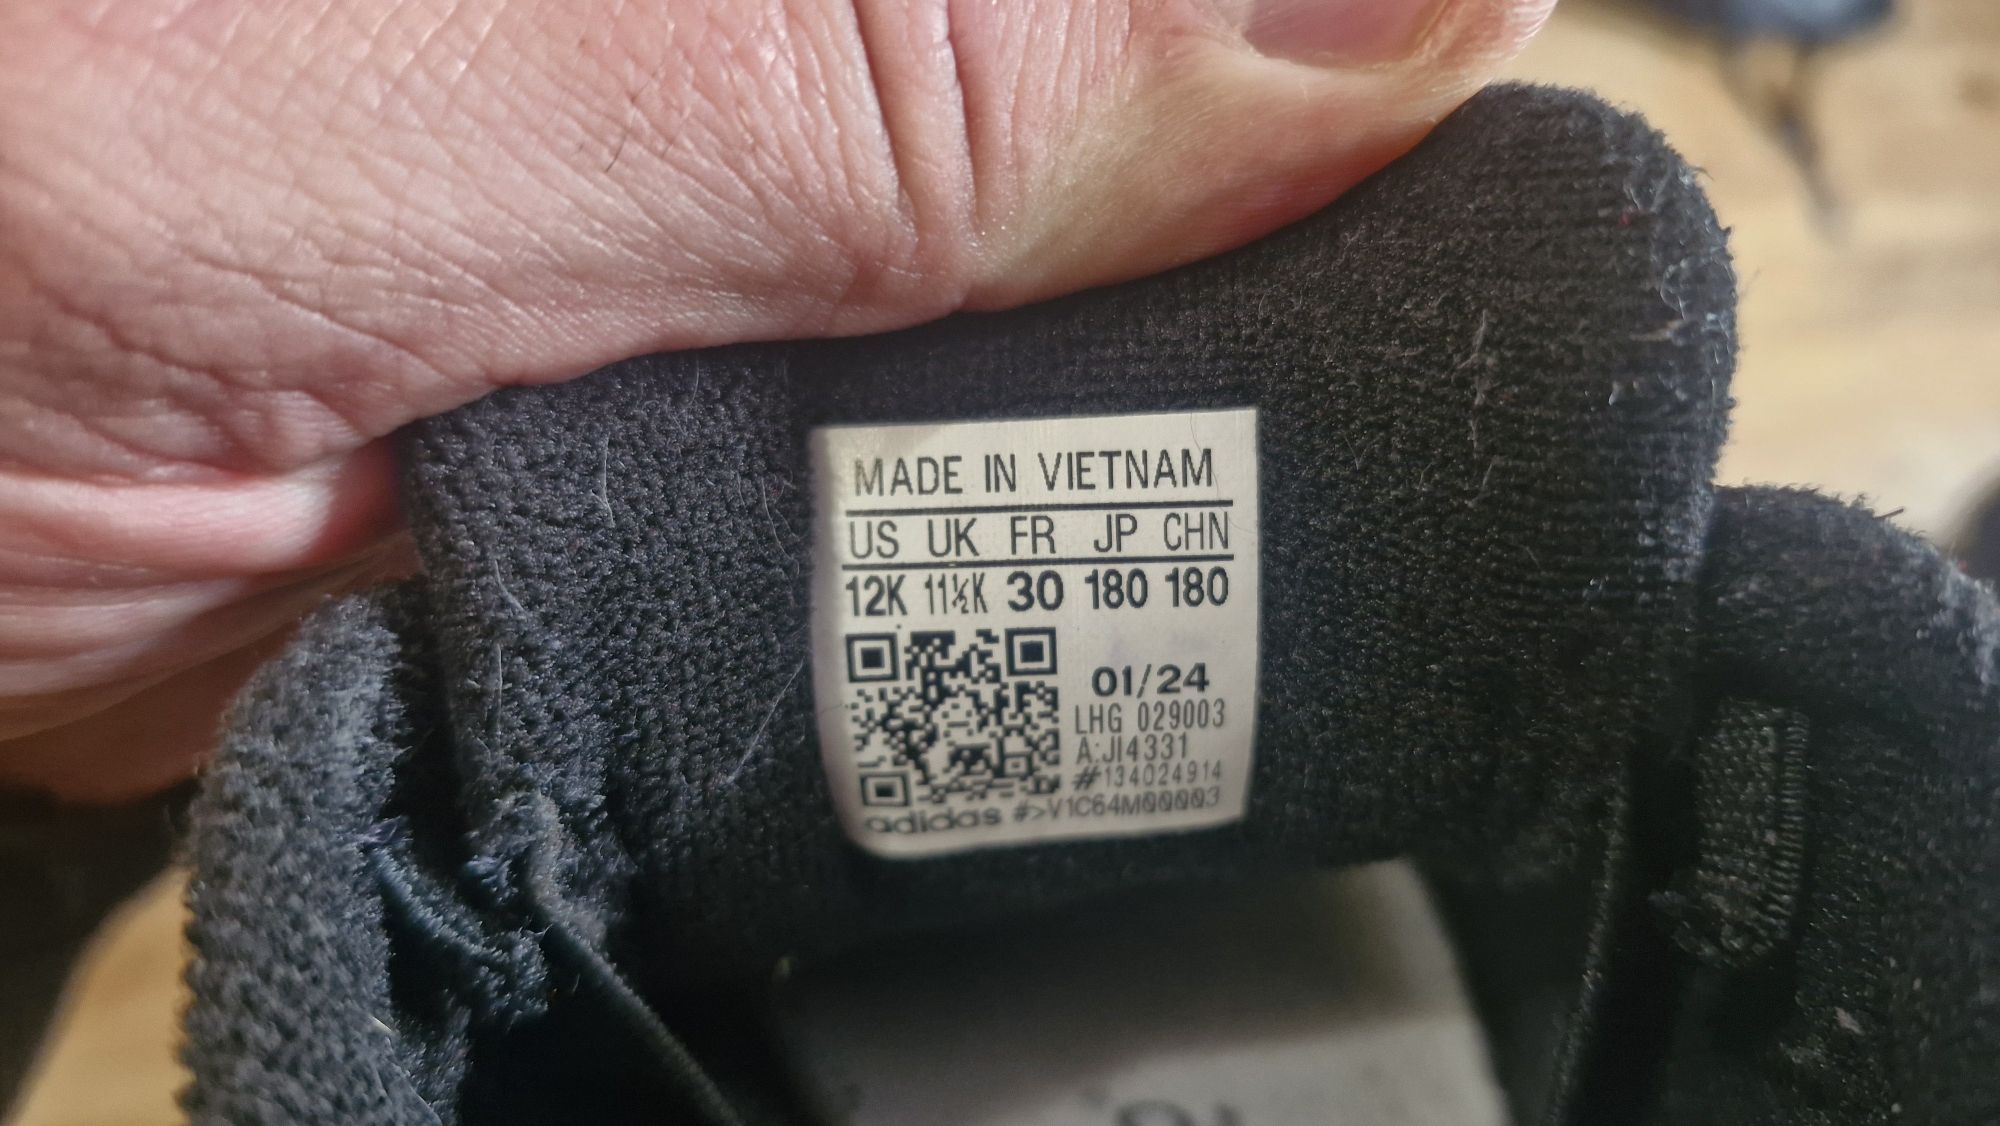 MADE IN VIETNAM
US UK FR JP CHN
12K 11½K 30 180 180
01/24
LHG 029003
A:JI4331
#134024914
adidas #>V1C64M00003